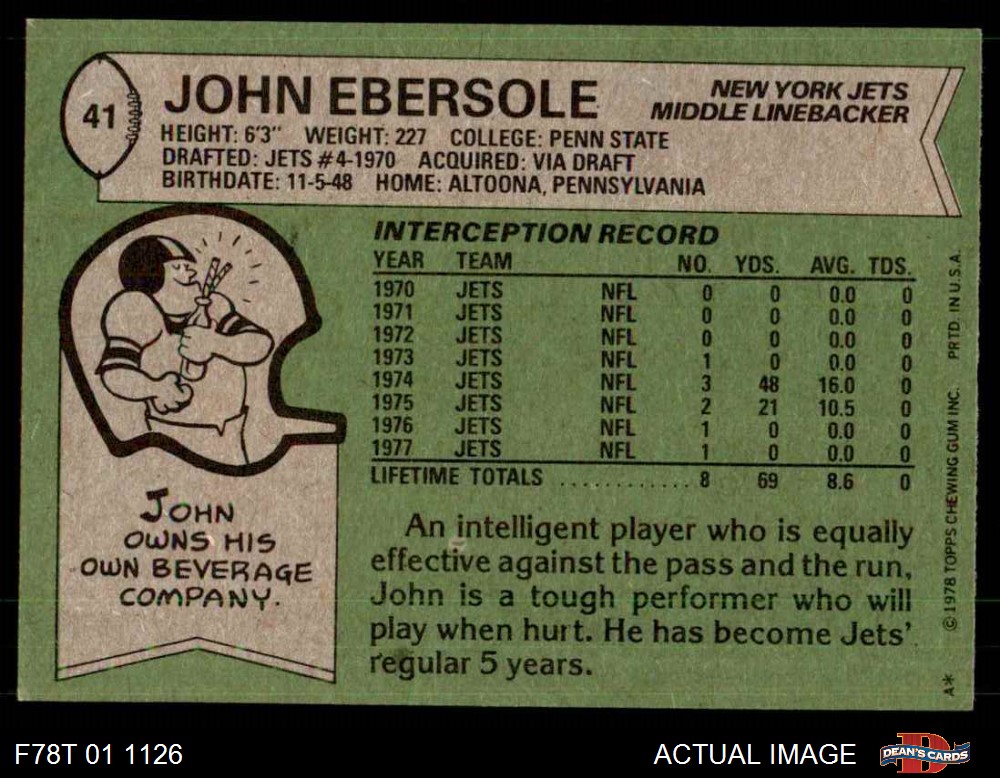 41
JOHN EBERSOLE
NEW YORK JETS
MIDDLE LINEBACKER
HEIGHT: 6'3" WEIGHT: 227 COLLEGE: PENN STATE
DRAFTED: JETS #4-1970 ACQUIRED: VIA DRAFT
BIRTHDATE: 11-5-48 HOME: ALTOONA, PENNSYLVANIA
INTERCEPTION RECORD
YEAR TEAM NO. YDS. AVG. TDS.
1970 JETS NFL 0 0 0.0 0
1971 JETS NFL 0 0 0.0 0
1972 JETS NFL 0 0 0.0 0
1973 JETS NFL 1 0 0.0 0
1974 JETS NFL 3 48 16.0 0
1975 JETS NFL 2 21 10.5 0
1976 JETS NFL 1 0 0.0 0
1977 JETS NFL 1 0 0.0 0
LIFETIME TOTALS ............ 8 69 8.6 0
JOHN
OWNS HIS
OWN BEVERAGE
COMPANY.
An intelligent player who is equally
effective against the pass and the run,
John is a tough performer who will
play when hurt. He has become Jets'
regular 5 years.
A* ©1978 TOPPS CHEWING GUM INC. PRTD. IN U.S.A.
F78T 01 1126
ACTUAL IMAGE
D
DEAN'S CARDS